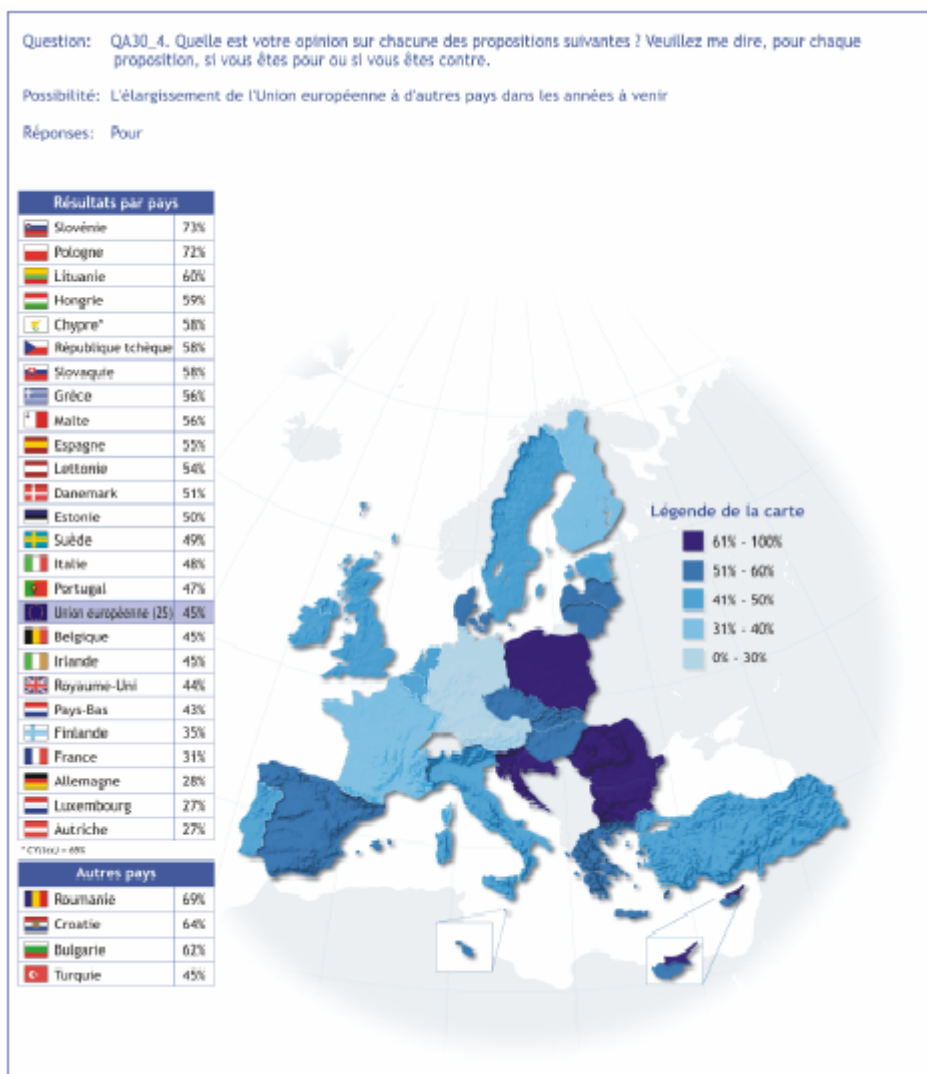 Question: QA30_4. Quelle est votre opinion sur chacune des propositions suivantes ? Veuillez me dire, pour chaque
proposition, si vous êtes pour ou si vous êtes contre.
Possibilité: L'élargissement de l'Union européenne à d'autres pays dans les années à venir
Réponses: Pour
Résultats par pays
Slovénie 73%
Pologne 72%
Lituanie 60%
Hongrie 59%
Chypre* 58%
République tchèque 58%
Slovaquie 58%
Grèce 56%
Malte 56%
Espagne 55%
Lettonie 54%
Danemark 51%
Estonie 50%
Suède 49%
Italie 48%
Portugal 47%
Union européenne (25) 45%
Belgique 45%
Irlande 45%
Royaume-Uni 44%
Pays-Bas 43%
Finlande 35%
France 31%
Allemagne 28%
Luxembourg 27%
Autriche 27%
Autres pays
Roumanie 69%
Croatie 64%
Bulgarie 62%
Turquie 45%
Légende de la carte
61% - 100%
51% - 60%
41% - 50%
31% - 40%
0% - 30%